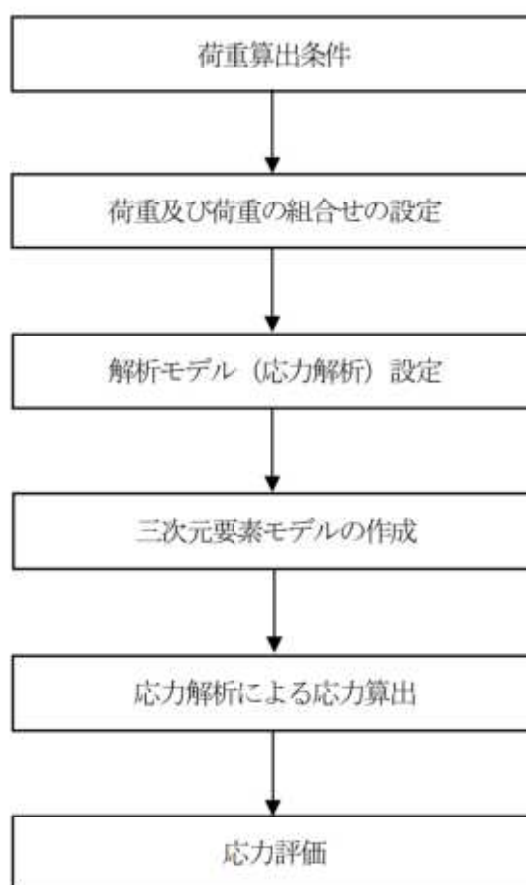 荷重算出条件
荷重及び荷重の組合せの設定
解析モデル（応力解析）設定
三次元要素モデルの作成
応力解析による応力算出
応力評価